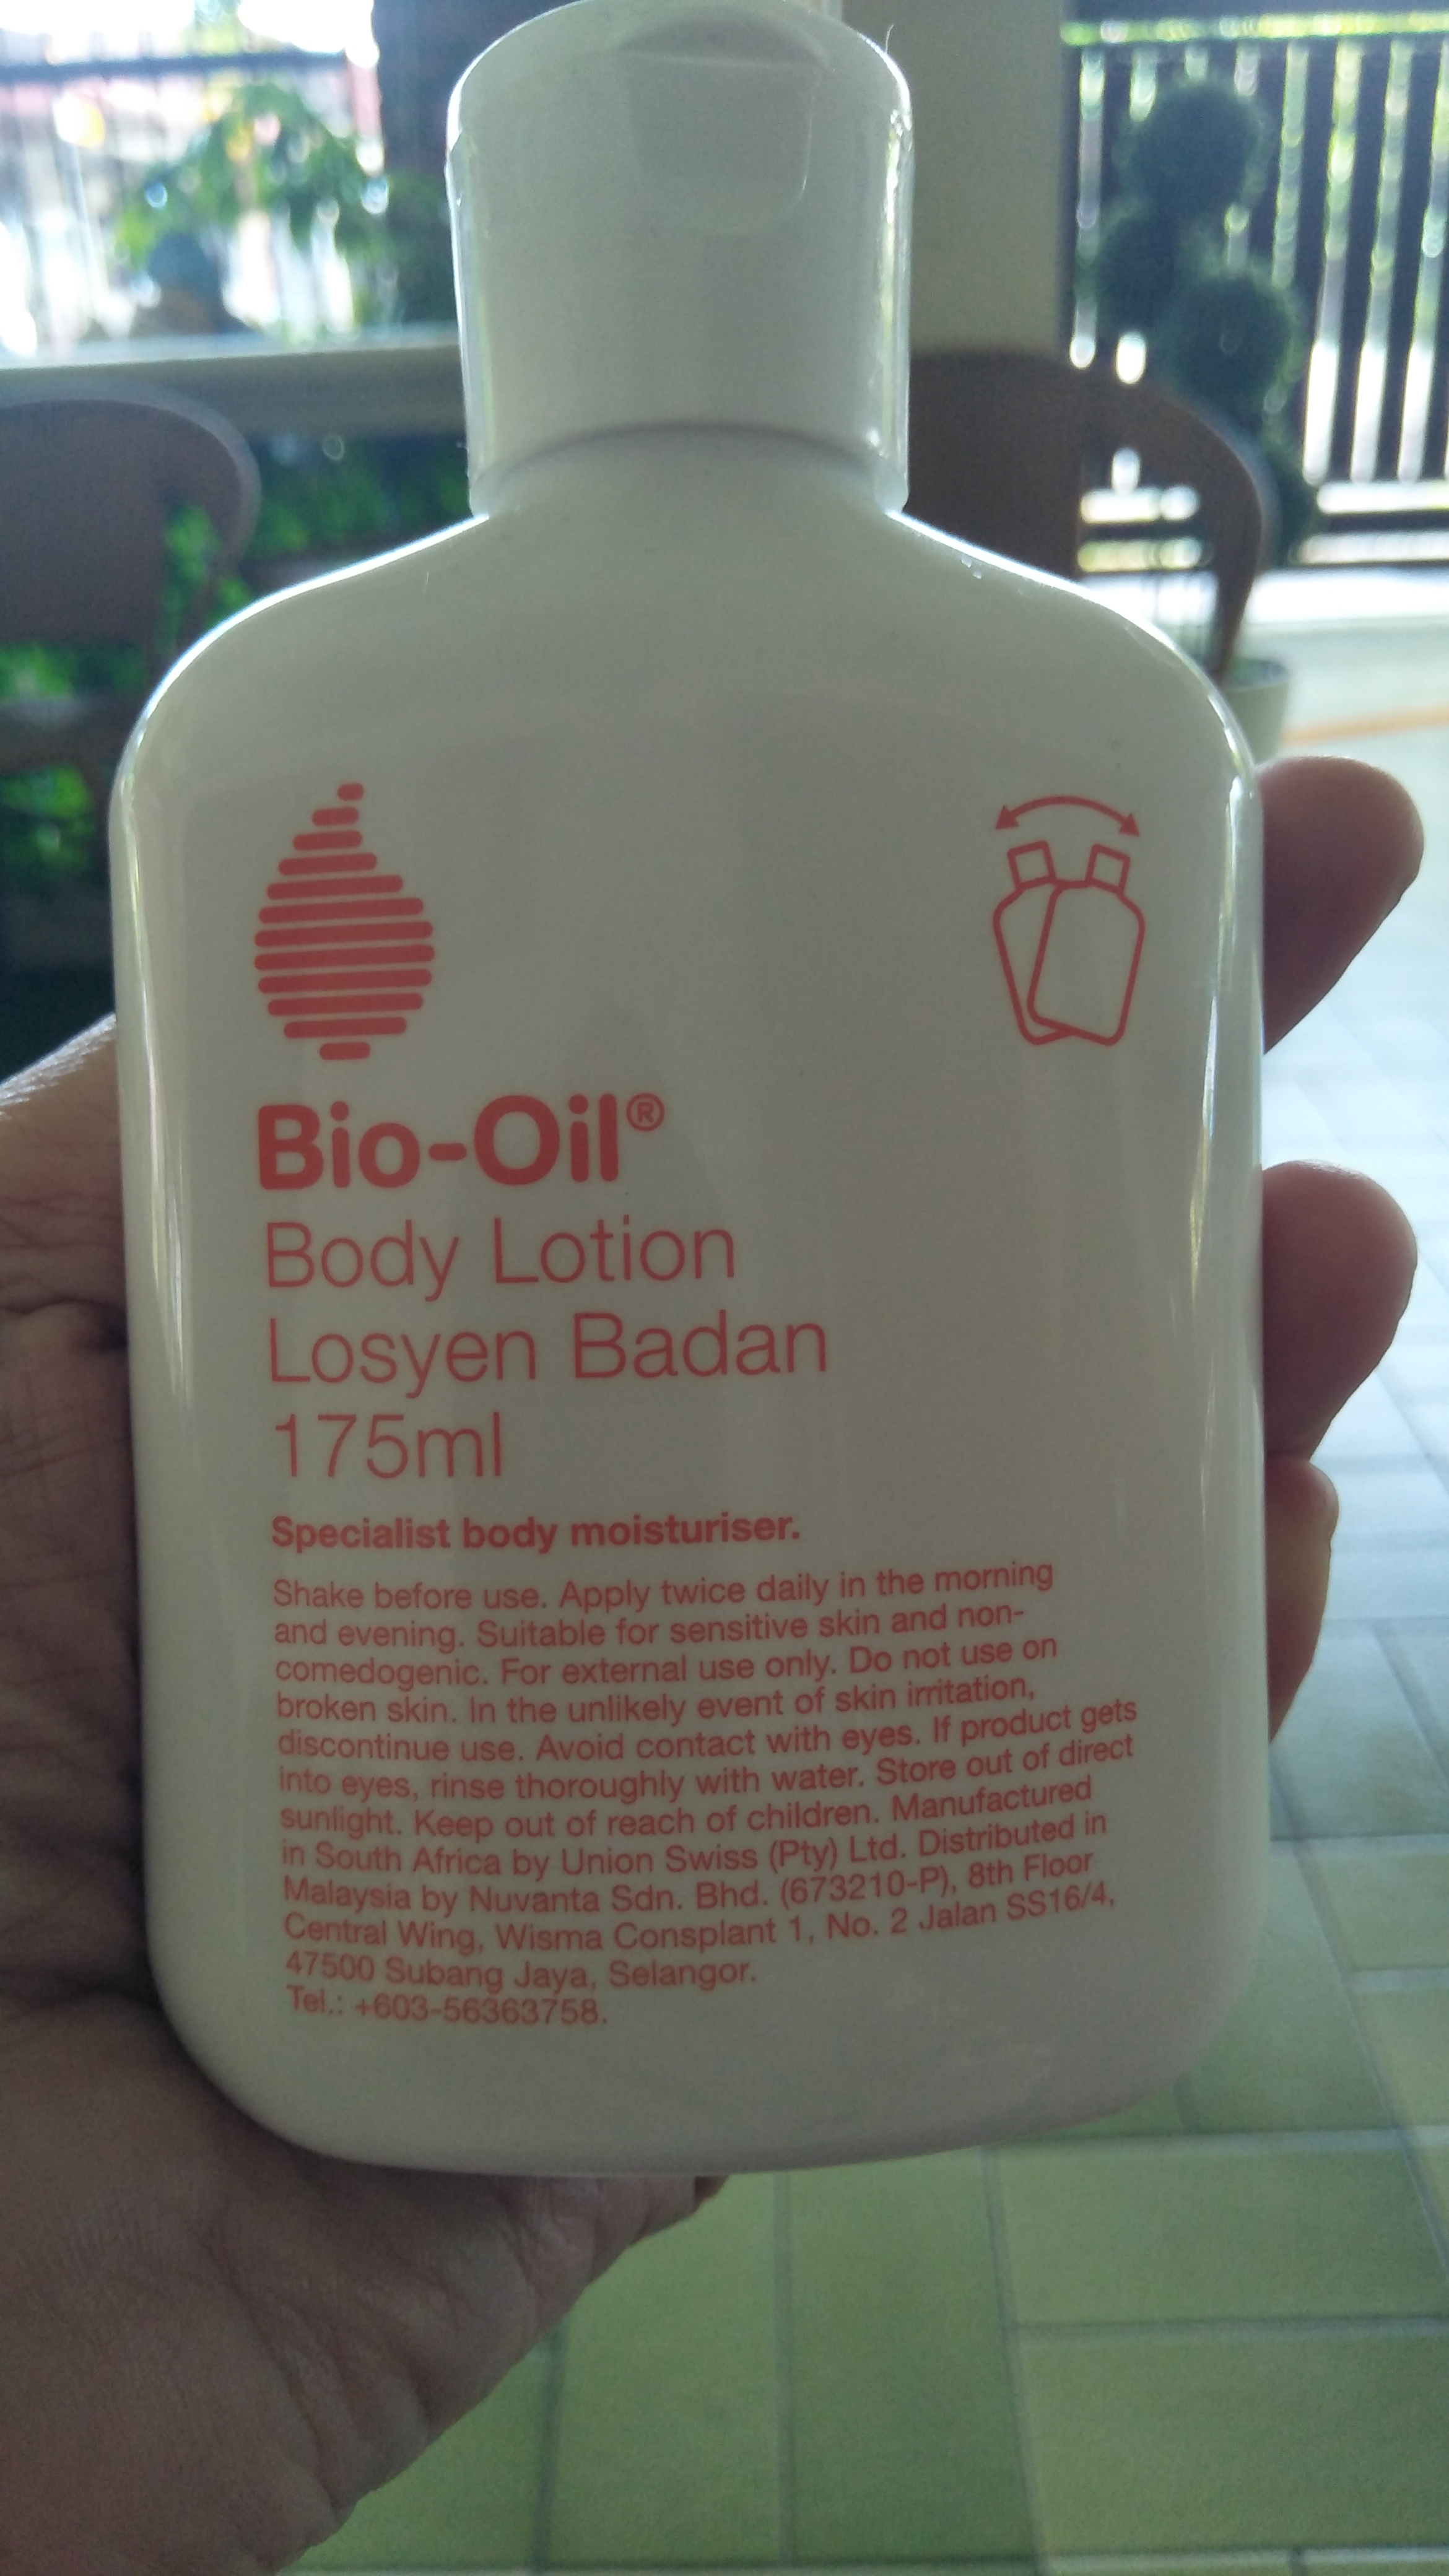 Bio-Oil®
Body Lotion
Losyen Badan
175ml
Specialist body moisturiser.
Shake before use. Apply twice daily in the morning
and evening. Suitable for sensitive skin and non-
comedogenic. For external use only. Do not use on
broken skin. In the unlikely event of skin irritation,
discontinue use. Avoid contact with eyes. If product gets
into eyes, rinse thoroughly with water. Store out of direct
sunlight. Keep out of reach of children. Manufactured
in South Africa by Union Swiss (Pty) Ltd. Distributed in
Malaysia by Nuvanta Sdn. Bhd. (673210-P), 8th Floor
Central Wing, Wisma Consplant 1, No. 2 Jalan SS16/4,
47500 Subang Jaya, Selangor.
Tel.: +603-56363758.